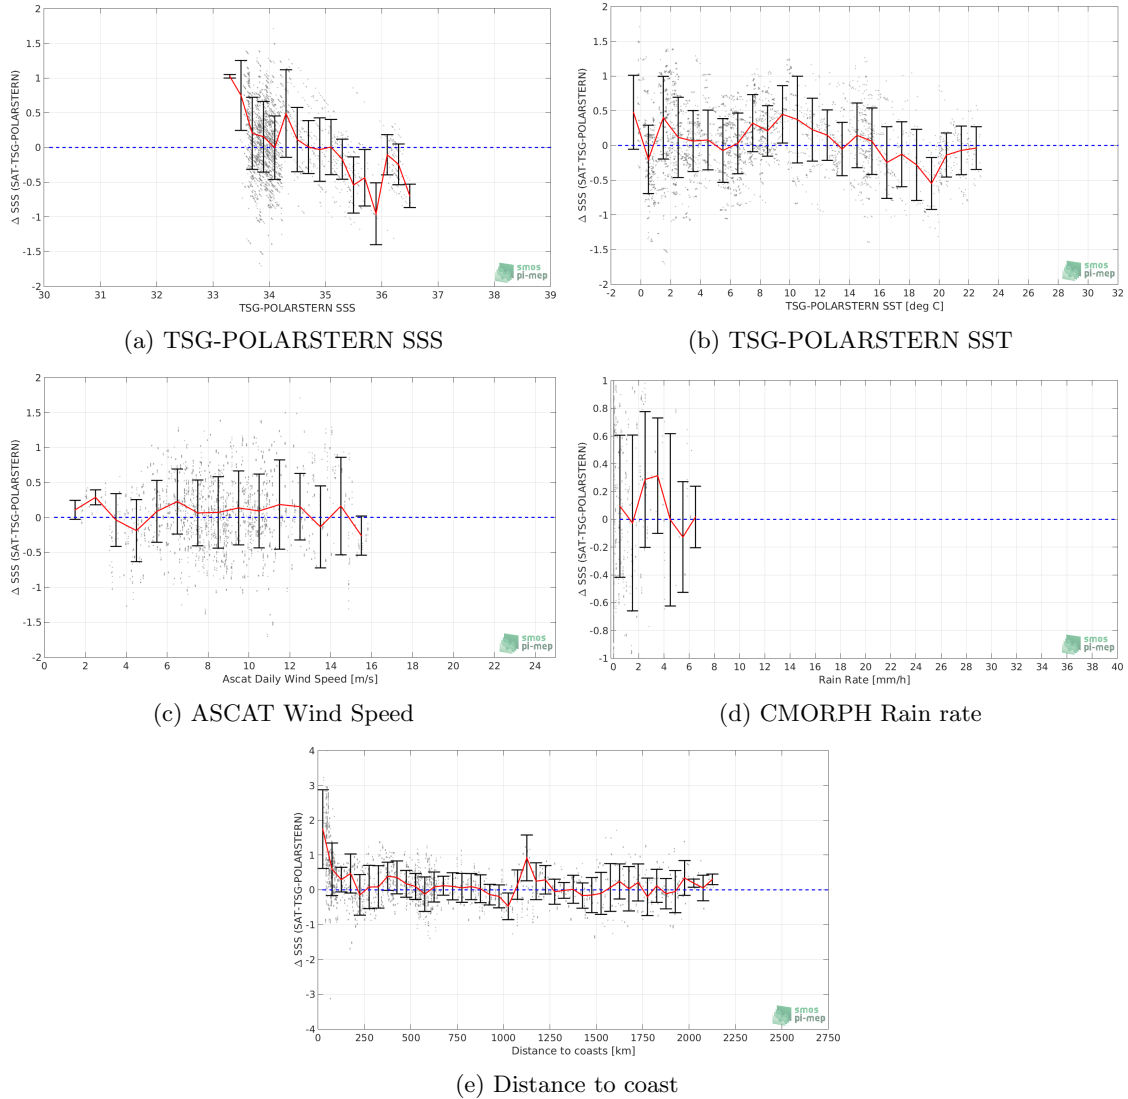 2
1.5
1
0.5
0
-0.5
-1
-1.5
-2
Δ SSS (SAT-TSG-POLARSTERN)
30 31 32 33 34 35 36 37 38 39
TSG-POLARSTERN SSS
smos
pi-mep
(a) TSG-POLARSTERN SSS
2
1.5
1
0.5
0
-0.5
-1
-1.5
-2
Δ SSS (SAT-TSG-POLARSTERN)
-2 0 2 4 6 8 10 12 14 16 18 20 22 24 26 28 30 32
TSG-POLARSTERN SST [deg C]
smos
pi-mep
(b) TSG-POLARSTERN SST
2
1.5
1
0.5
0
-0.5
-1
-1.5
-2
Δ SSS (SAT-TSG-POLARSTERN)
0 2 4 6 8 10 12 14 16 18 20 22 24
Ascat Daily Wind Speed [m/s]
smos
pi-mep
(c) ASCAT Wind Speed
1
0.8
0.6
0.4
0.2
0
-0.2
-0.4
-0.6
-0.8
-1
Δ SSS (SAT-TSG-POLARSTERN)
0 2 4 6 8 10 12 14 16 18 20 22 24 26 28 30 32 34 36 38 40
Rain Rate [mm/h]
smos
pi-mep
(d) CMORPH Rain rate
4
3
2
1
0
-1
-2
-3
-4
Δ SSS (SAT-TSG-POLARSTERN)
0 250 500 750 1000 1250 1500 1750 2000 2250 2500 2750
Distance to coasts [km]
smos
pi-mep
(e) Distance to coast